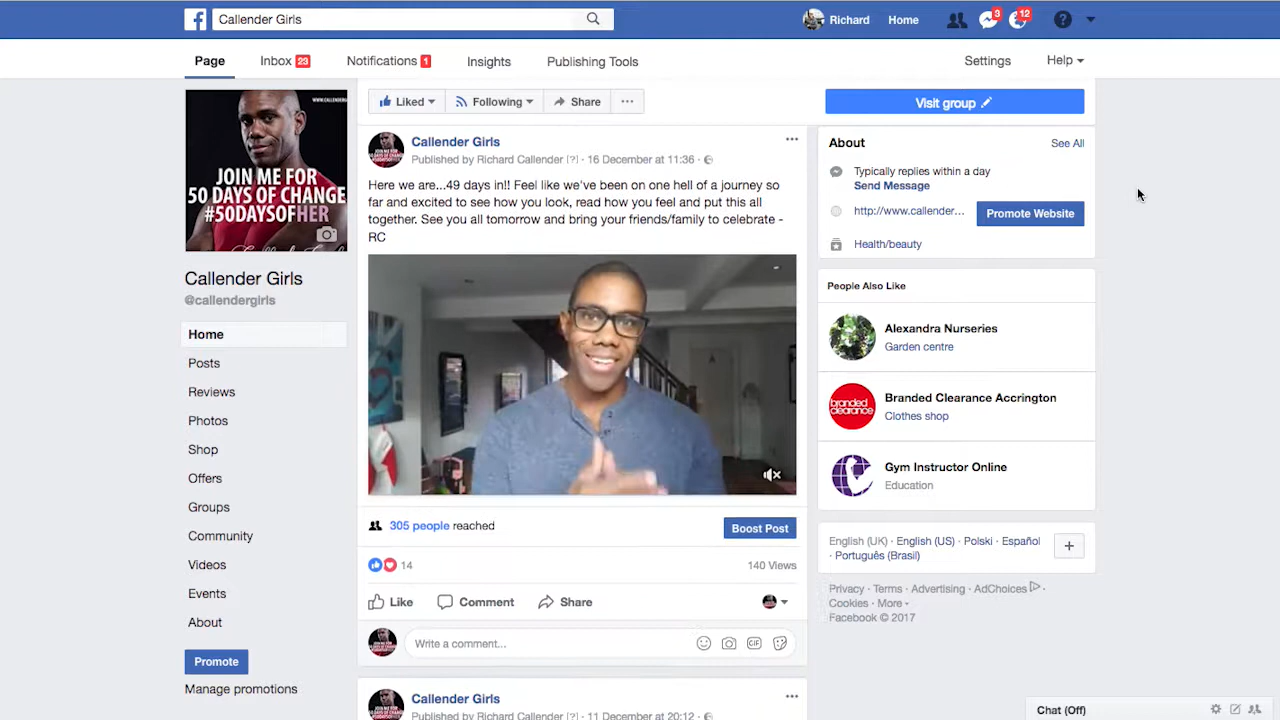 Callender Girls
Richard
Home
3
12
Page
Inbox 23
Notifications 1
Insights
Publishing Tools
Settings
Help
JOIN ME FOR
50 DAYS OF CHANGE
#50DAYSOFHER
Callender Girls
@callendergirls
Home
Posts
Reviews
Photos
Shop
Offers
Groups
Community
Videos
Events
About
Promote
Manage promotions
Liked
Following
Share
Callender Girls
Published by Richard Callender [?] · 16 December at 11:36 ·
Here we are...49 days in!! Feel like we've been on one hell of a journey so
far and excited to see how you look, read how you feel and put this all
together. See you all tomorrow and bring your friends/family to celebrate -
RC
305 people reached
Boost Post
14
140 Views
Like
Comment
Share
Write a comment...
GIF
Callender Girls
Published by Richard Callender [?] · 11 December at 20:12 ·
Visit group
About
See All
Typically replies within a day
Send Message
http://www.callender...
Promote Website
Health/beauty
People Also Like
Alexandra Nurseries
Garden centre
branded
clearance
Branded Clearance Accrington
Clothes shop
Gym Instructor Online
Education
English (UK) · English (US) · Polski · Español
· Português (Brasil)
Privacy · Terms · Advertising · AdChoices ·
Cookies · More
Facebook © 2017
Chat (Off)